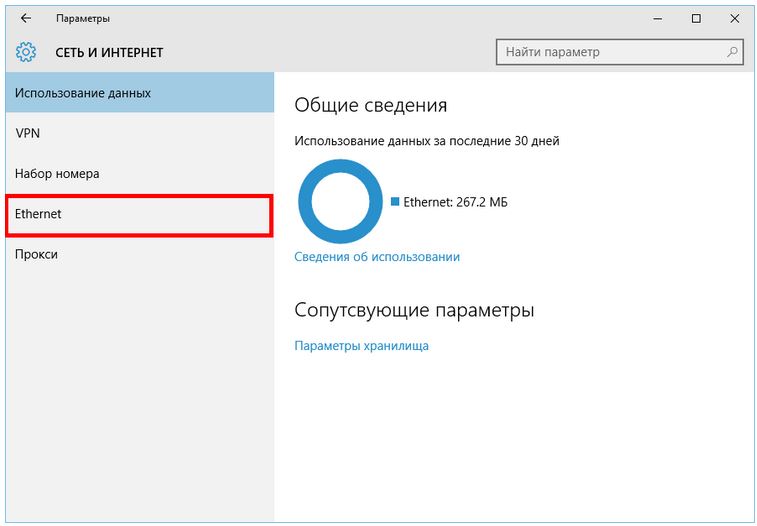 Параметры
СЕТЬ И ИНТЕРНЕТ
Найти параметр
Использование данных
VPN
Набор номера
Ethernet
Прокси
Общие сведения
Использование данных за последние 30 дней
Ethernet: 267.2 МБ
Сведения об использовании
Сопутсвующие параметры
Параметры хранилища